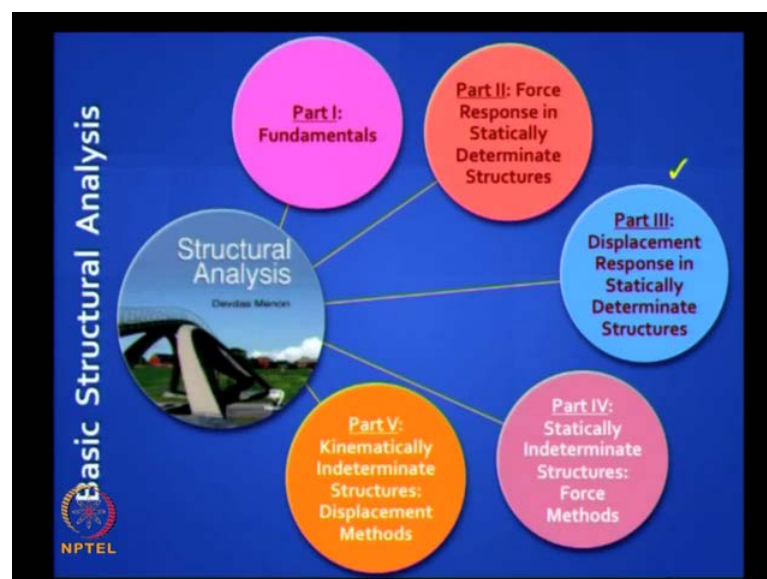 Basic Structural Analysis
Part I:
Fundamentals
Part II: Force
Response in
Statically
Determinate
Structures
Part III:
Displacement
Response in
Statically
Determinate
Structures
Structural
Analysis
Devdas Menon
Part IV:
Statically
Indeterminate
Structures:
Force
Methods
Part V:
Kinematically
Indeterminate
Structures:
Displacement
Methods
NPTEL